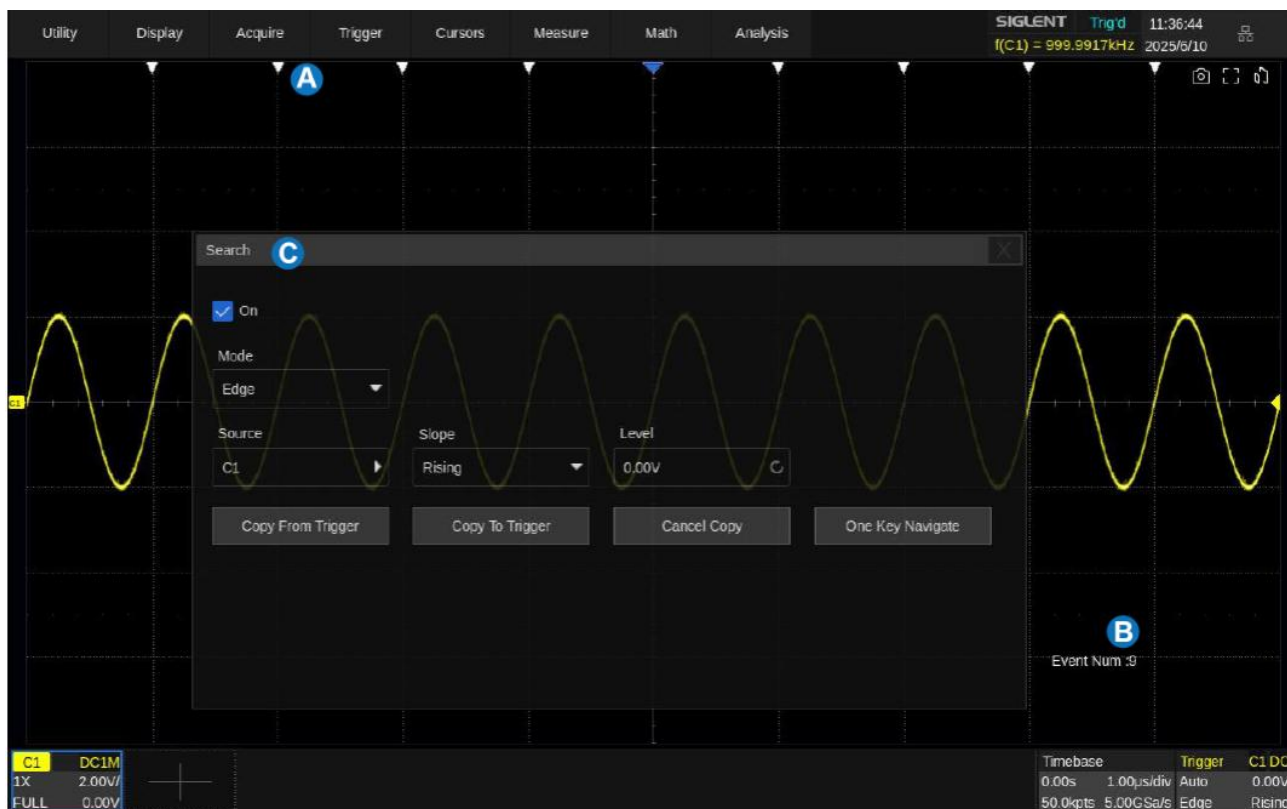 Utility Display Acquire Trigger Cursors Measure Math Analysis
SIGLENT Trig'd 11:36:44
f(C1) = 999.9917kHz 2025/6/10
A
Search C
On
Mode
Edge
C1
Source Slope Level
C1 Rising 0.00V
Copy From Trigger Copy To Trigger Cancel Copy One Key Navigate
B
Event Num :9
C1 DC1M
1X 2.00V/
FULL 0.00V
Timebase Trigger C1 DC
0.00s 1.00µs/div Auto 0.00V
50.0kpts 5.00GSa/s Edge Rising